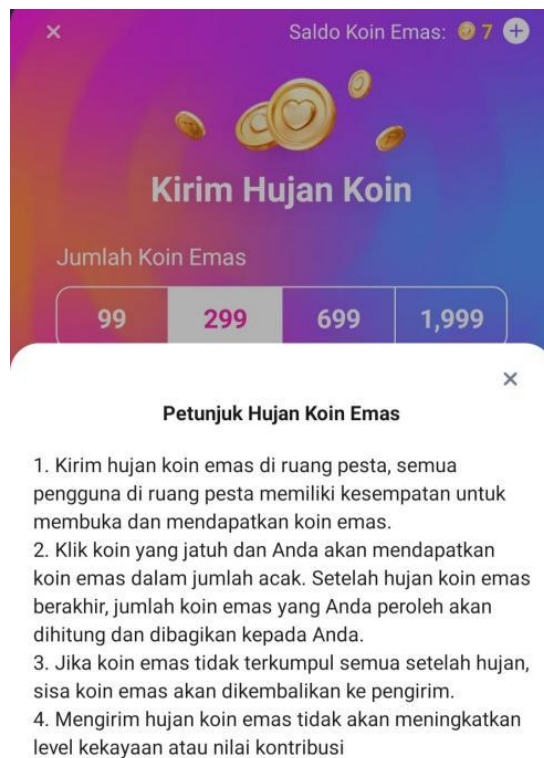 Saldo Koin Emas: 7
Kirim Hujan Koin
Jumlah Koin Emas
99 299 699 1,999
Petunjuk Hujan Koin Emas
1. Kirim hujan koin emas di ruang pesta, semua
pengguna di ruang pesta memiliki kesempatan untuk
membuka dan mendapatkan koin emas.
2. Klik koin yang jatuh dan Anda akan mendapatkan
koin emas dalam jumlah acak. Setelah hujan koin emas
berakhir, jumlah koin emas yang Anda peroleh akan
dihitung dan dibagikan kepada Anda.
3. Jika koin emas tidak terkumpul semua setelah hujan,
sisa koin emas akan dikembalikan ke pengirim.
4. Mengirim hujan koin emas tidak akan meningkatkan
level kekayaan atau nilai kontribusi